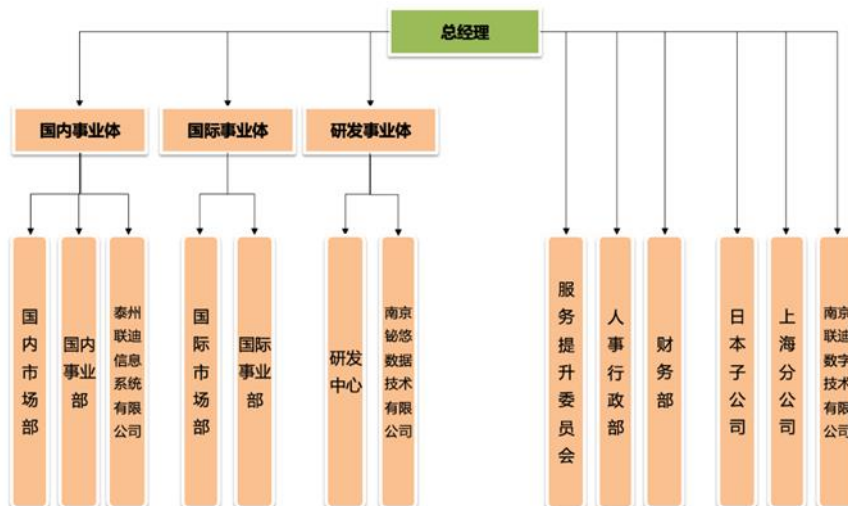 总经理
国内事业体
国际事业体
研发事业体
国内市场部
国内
事业
部
泰州
联迪
信息
系统
有限
公司
国际市场部
国际
事业
部
研发
中心
南京
铋悠
数据
技术
有限
公司
服务提升委员会
人事行政部
财务部
日本子公司
上海分公司
南京
联迪
数字
技术
有限
公司